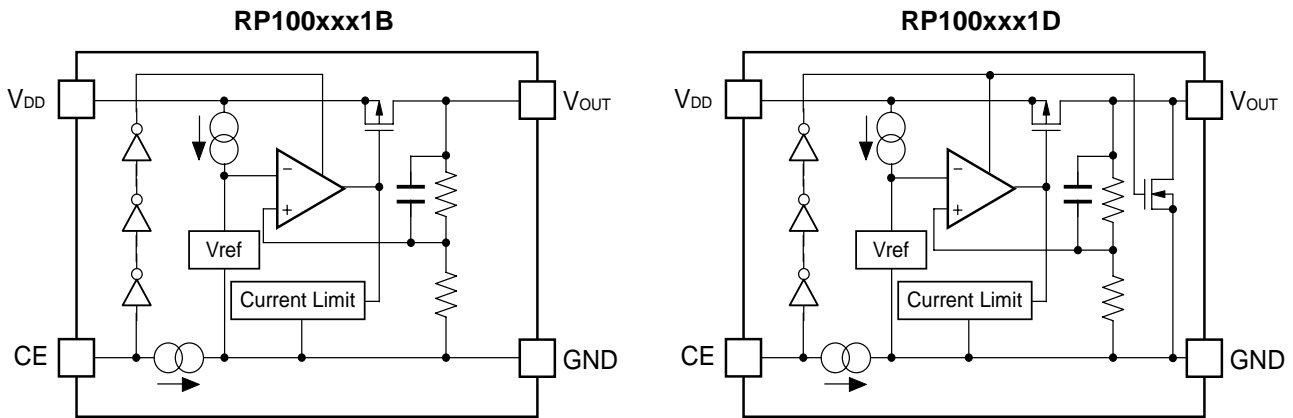 RP100xxx1B
VDD
VOUT
−
+
Vref
Current Limit
CE
GND
RP100xxx1D
VDD
VOUT
−
+
Vref
Current Limit
CE
GND